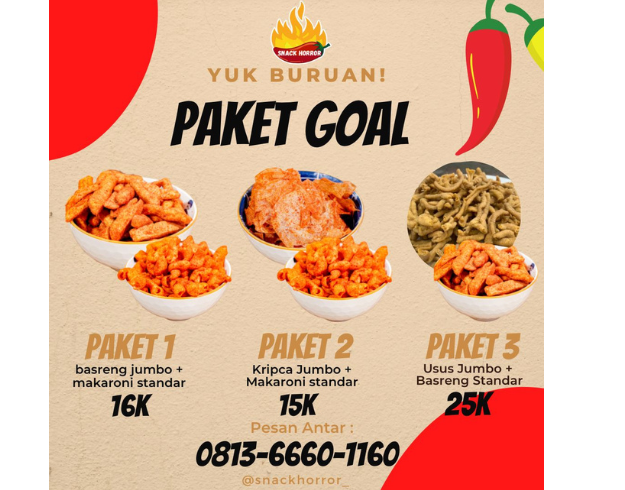 SNACK HORROR
YUK BURUAN!
PAKET GOAL
PAKET 1
basreng jumbo +
makaroni standar
16K
PAKET 2
Kripca Jumbo +
Makaroni standar
15K
PAKET 3
Usus Jumbo +
Basreng Standar
25K
Pesan Antar :
0813-6660-1160
@snackhorror_